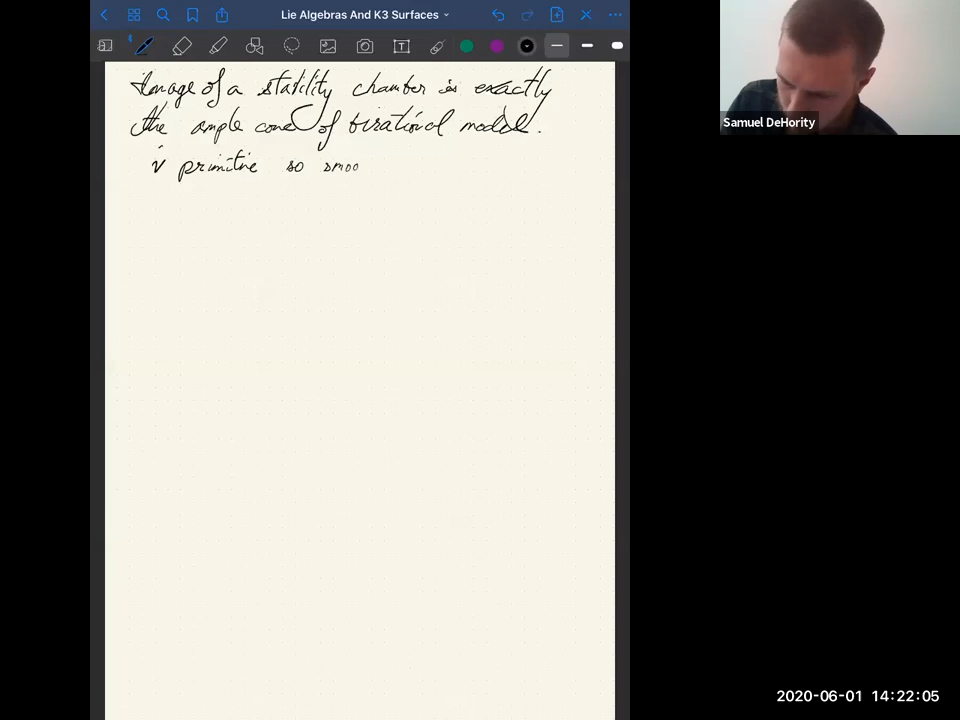 Lie Algebras And K3 Surfaces
Image of a stability chamber is exactly
the ample cone of birational model.
v primitive so smoo
Samuel DeHority
2020-06-01 14:22:05